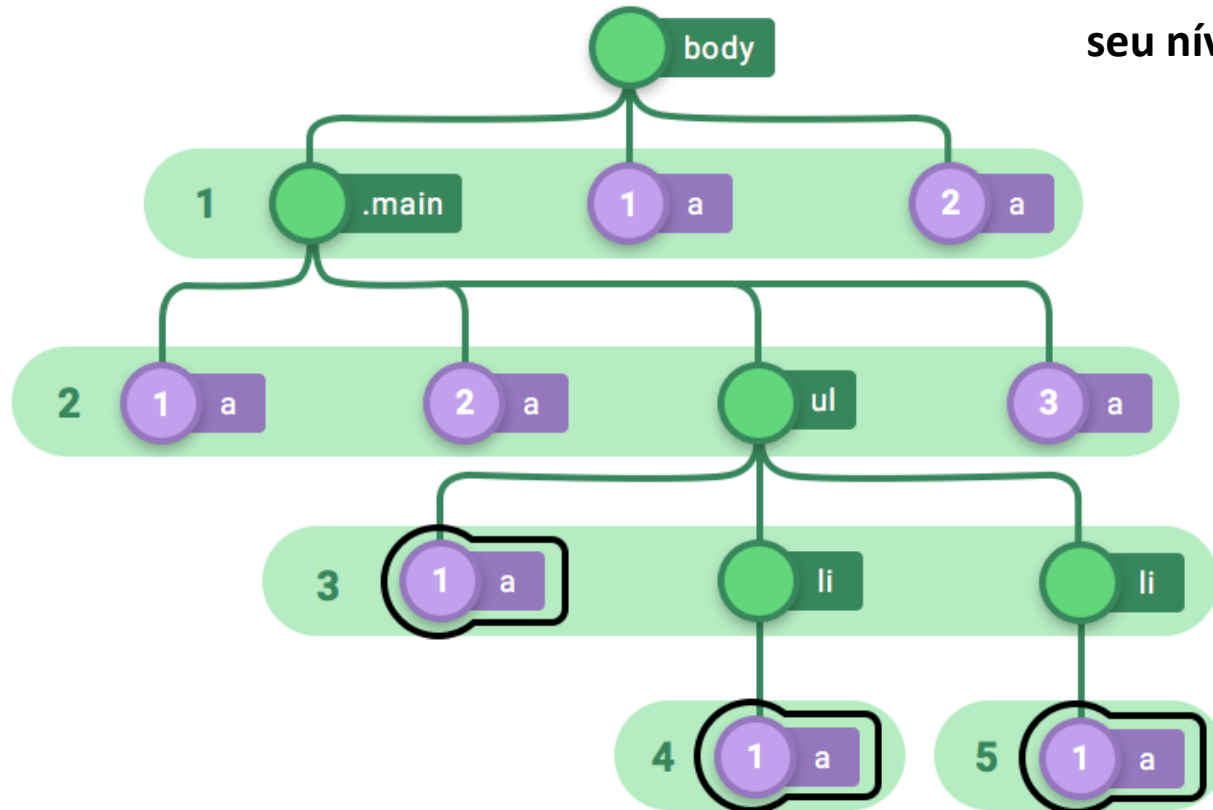 seu nív
body
1 .main 1 a 2 a
2 1 a 2 a ul 3 a
3 1 a li li
4 1 a 5 1 a